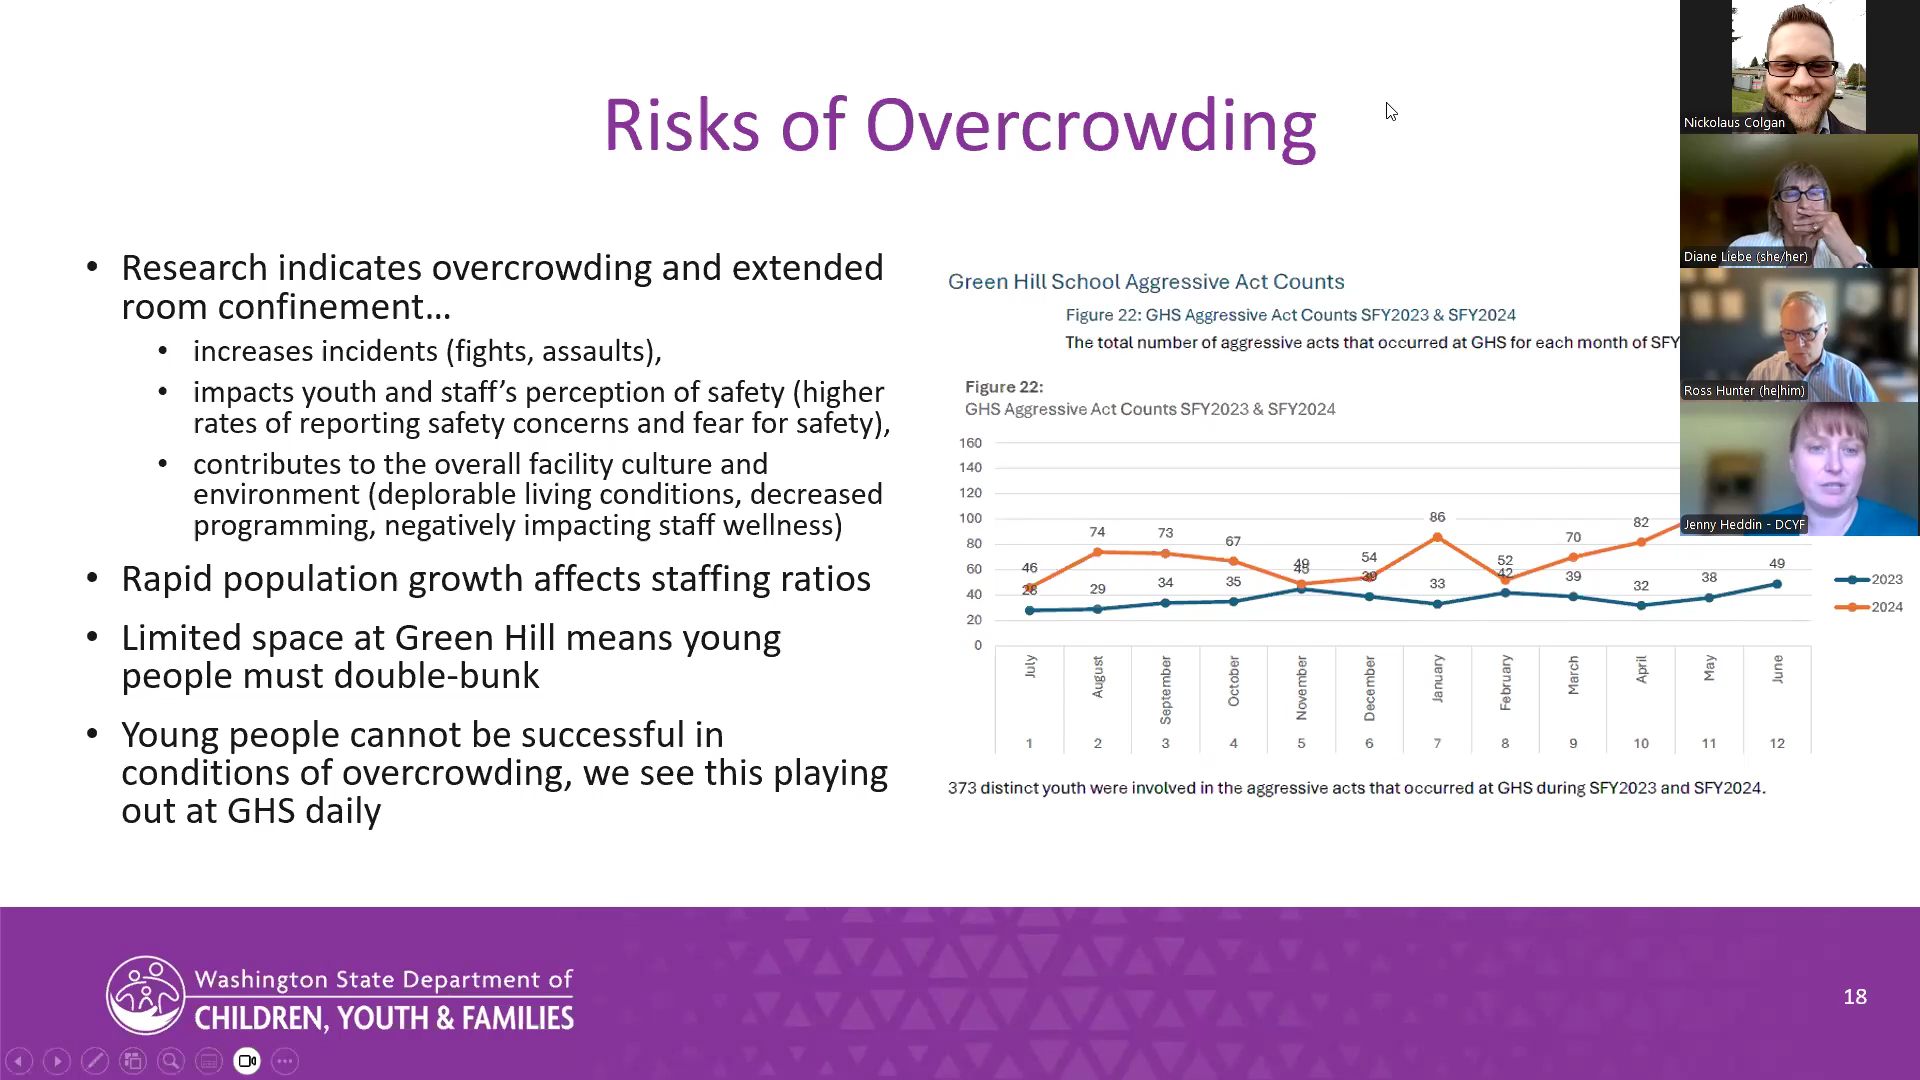 Risks of Overcrowding
• Research indicates overcrowding and extended
room confinement...
• increases incidents (fights, assaults),
• impacts youth and staff's perception of safety (higher
rates of reporting safety concerns and fear for safety),
• contributes to the overall facility culture and
environment (deplorable living conditions, decreased
programming, negatively impacting staff wellness)
• Rapid population growth affects staffing ratios
• Limited space at Green Hill means young
people must double-bunk
• Young people cannot be successful in
conditions of overcrowding, we see this playing
out at GHS daily
Green Hill School Aggressive Act Counts
Figure 22: GHS Aggressive Act Counts SFY2023 & SFY2024
The total number of aggressive acts that occurred at GHS for each month of SFY
Figure 22:
GHS Aggressive Act Counts SFY2023 & SFY2024
160
140
120
100
80
60
40
20
0
46 74 73 67 49 54 86 52 70 82
28 29 34 35 45 39 33 42 39 32 38 49
July August September October November December January February March April May June
1 2 3 4 5 6 7 8 9 10 11 12
2023
2024
373 distinct youth were involved in the aggressive acts that occurred at GHS during SFY2023 and SFY2024.
Nickolaus Colgan
Diane Liebe (she/her)
Ross Hunter (he|him)
Jenny Heddin - DCYF
Washington State Department of
CHILDREN, YOUTH & FAMILIES
18